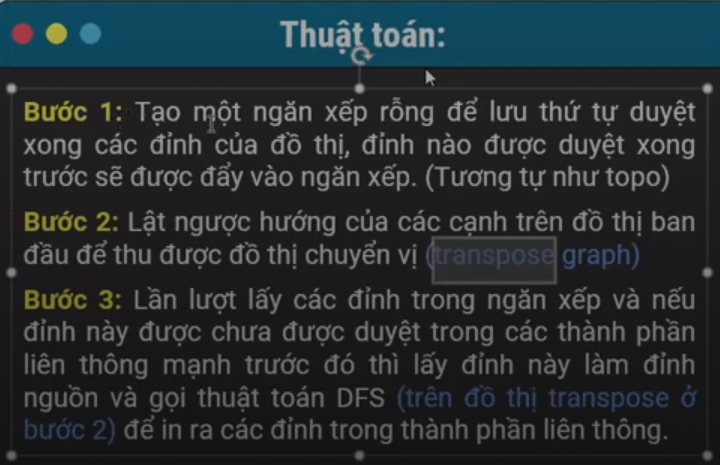 Thuật toán:
Bước 1: Tạo một ngăn xếp rỗng để lưu thứ tự duyệt
xong các đỉnh của đồ thị, đỉnh nào được duyệt xong
trước sẽ được đẩy vào ngăn xếp. (Tương tự như topo)
Bước 2: Lật ngược hướng của các cạnh trên đồ thị ban
đầu để thu được đồ thị chuyển vị (transpose graph)
Bước 3: Lần lượt lấy các đỉnh trong ngăn xếp và nếu
đỉnh này được chưa được duyệt trong các thành phần
liên thông mạnh trước đó thì lấy đỉnh này làm đỉnh
nguồn và gọi thuật toán DFS (trên đồ thị transpose ở
bước 2) để in ra các đỉnh trong thành phần liên thông.